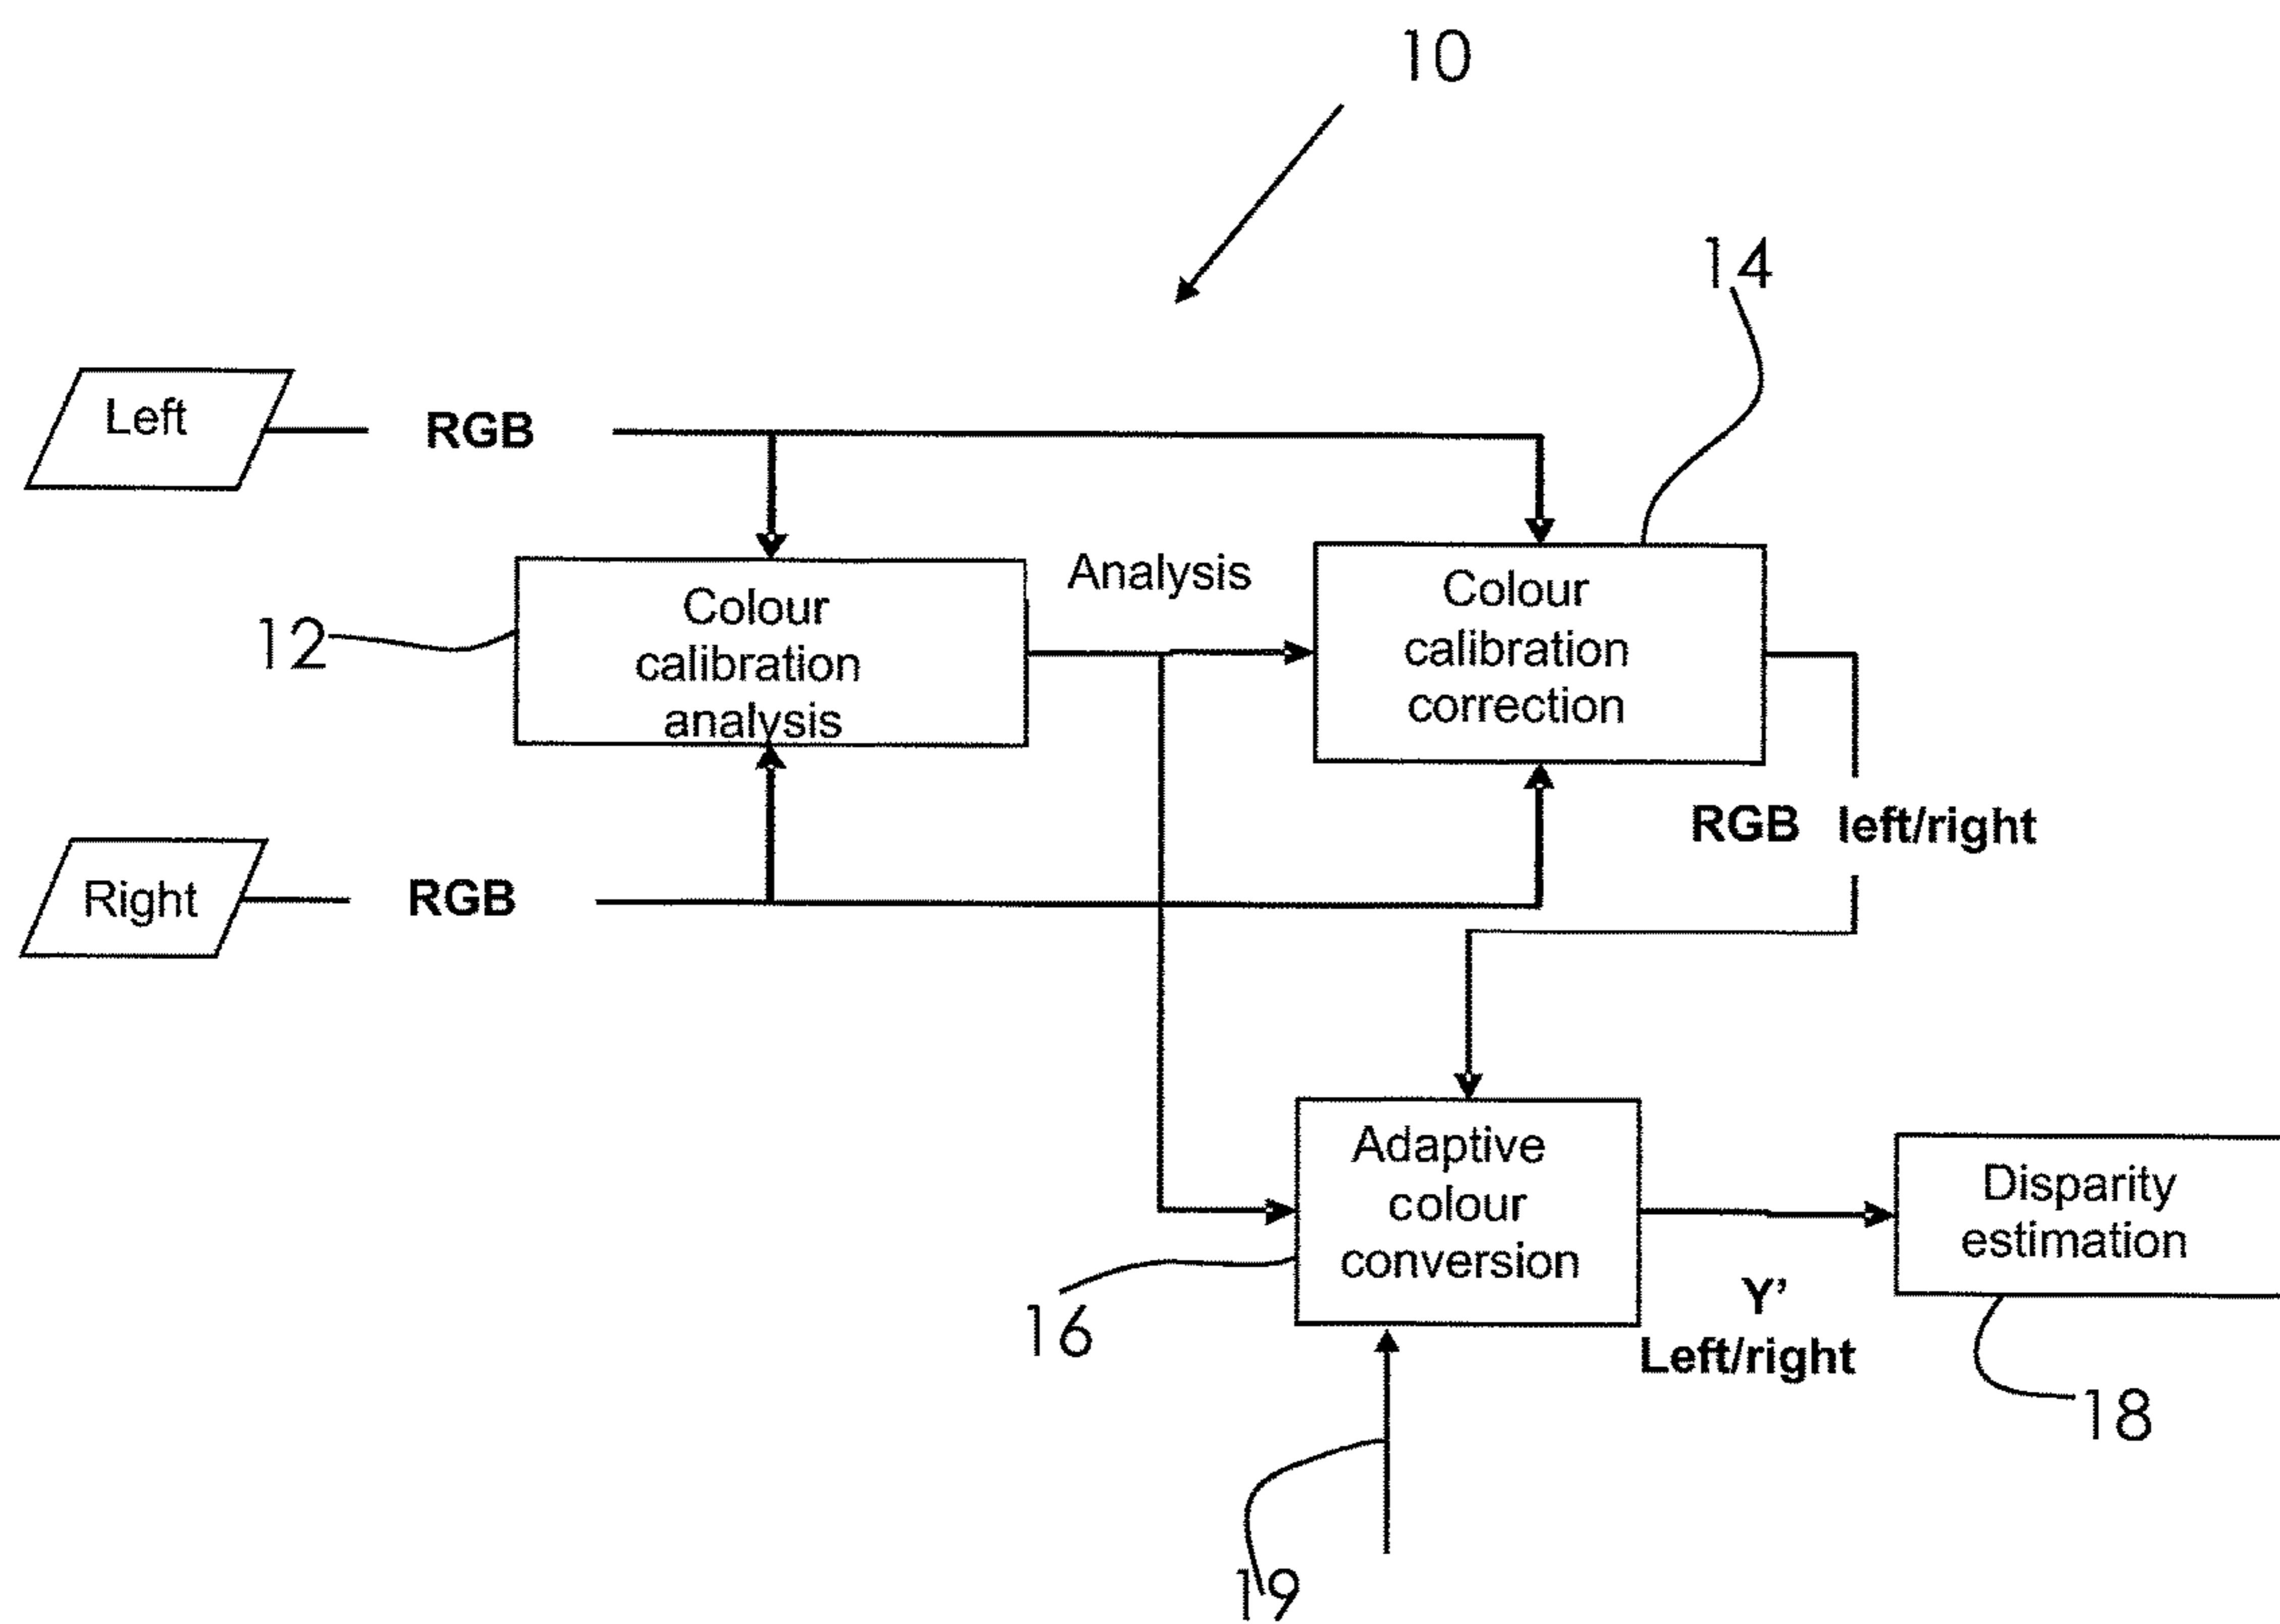 10
14
Left
RGB
Analysis
Colour
calibration
analysis
12
Colour
calibration
correction
RGB left/right
Right
RGB
Adaptive
colour
conversion
Disparity
estimation
16
Y’
Left/right
18
19